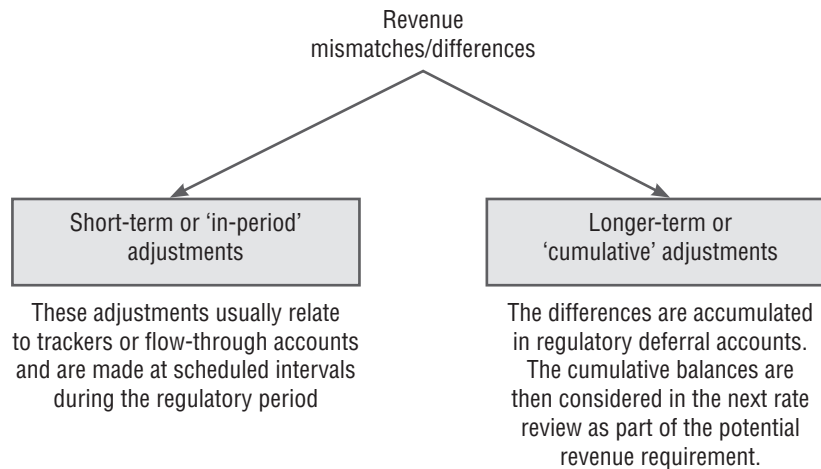 Revenue
mismatches/differences
Short-term or ‘in-period’
adjustments
These adjustments usually relate
to trackers or flow-through accounts
and are made at scheduled intervals
during the regulatory period
Longer-term or
‘cumulative’ adjustments
The differences are accumulated
in regulatory deferral accounts.
The cumulative balances are
then considered in the next rate
review as part of the potential
revenue requirement.